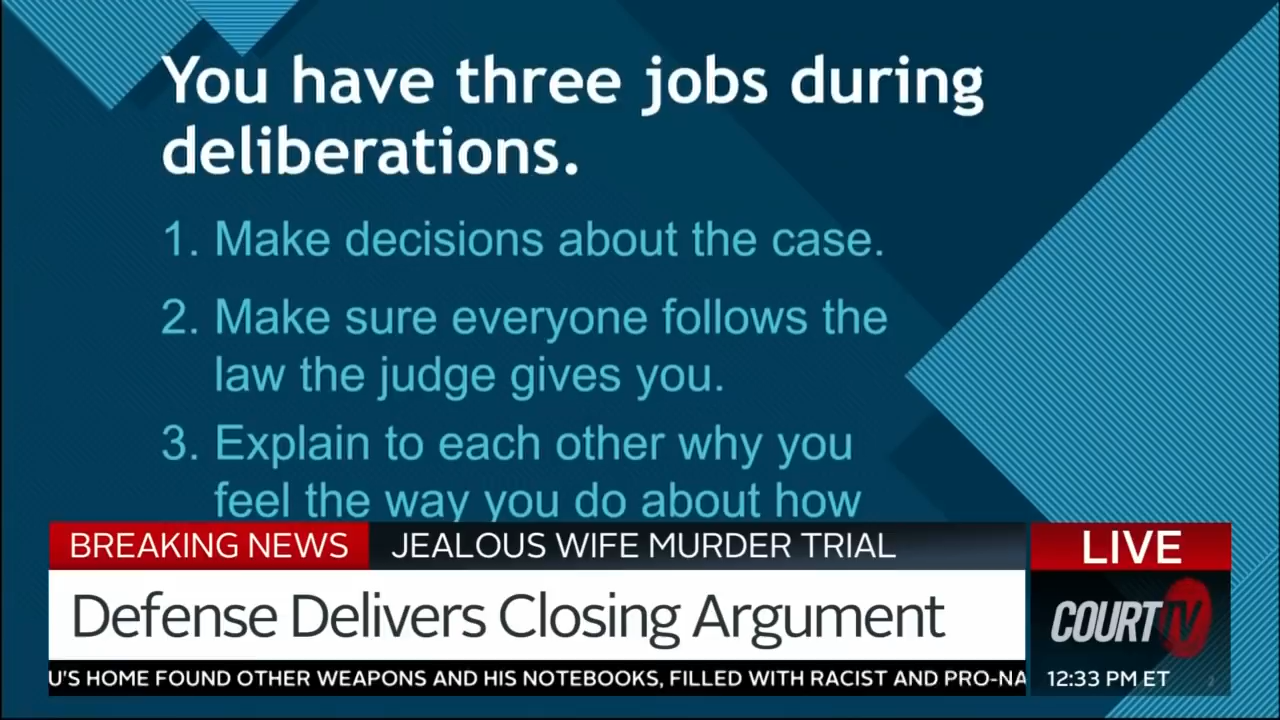 You have three jobs during
deliberations.
1. Make decisions about the case.
2. Make sure everyone follows the
law the judge gives you.
3. Explain to each other why you
feel the way you do about how
BREAKING NEWS JEALOUS WIFE MURDER TRIAL LIVE
Defense Delivers Closing Argument COURT TV
U'S HOME FOUND OTHER WEAPONS AND HIS NOTEBOOKS, FILLED WITH RACIST AND PRO-NA 12:33 PM ET